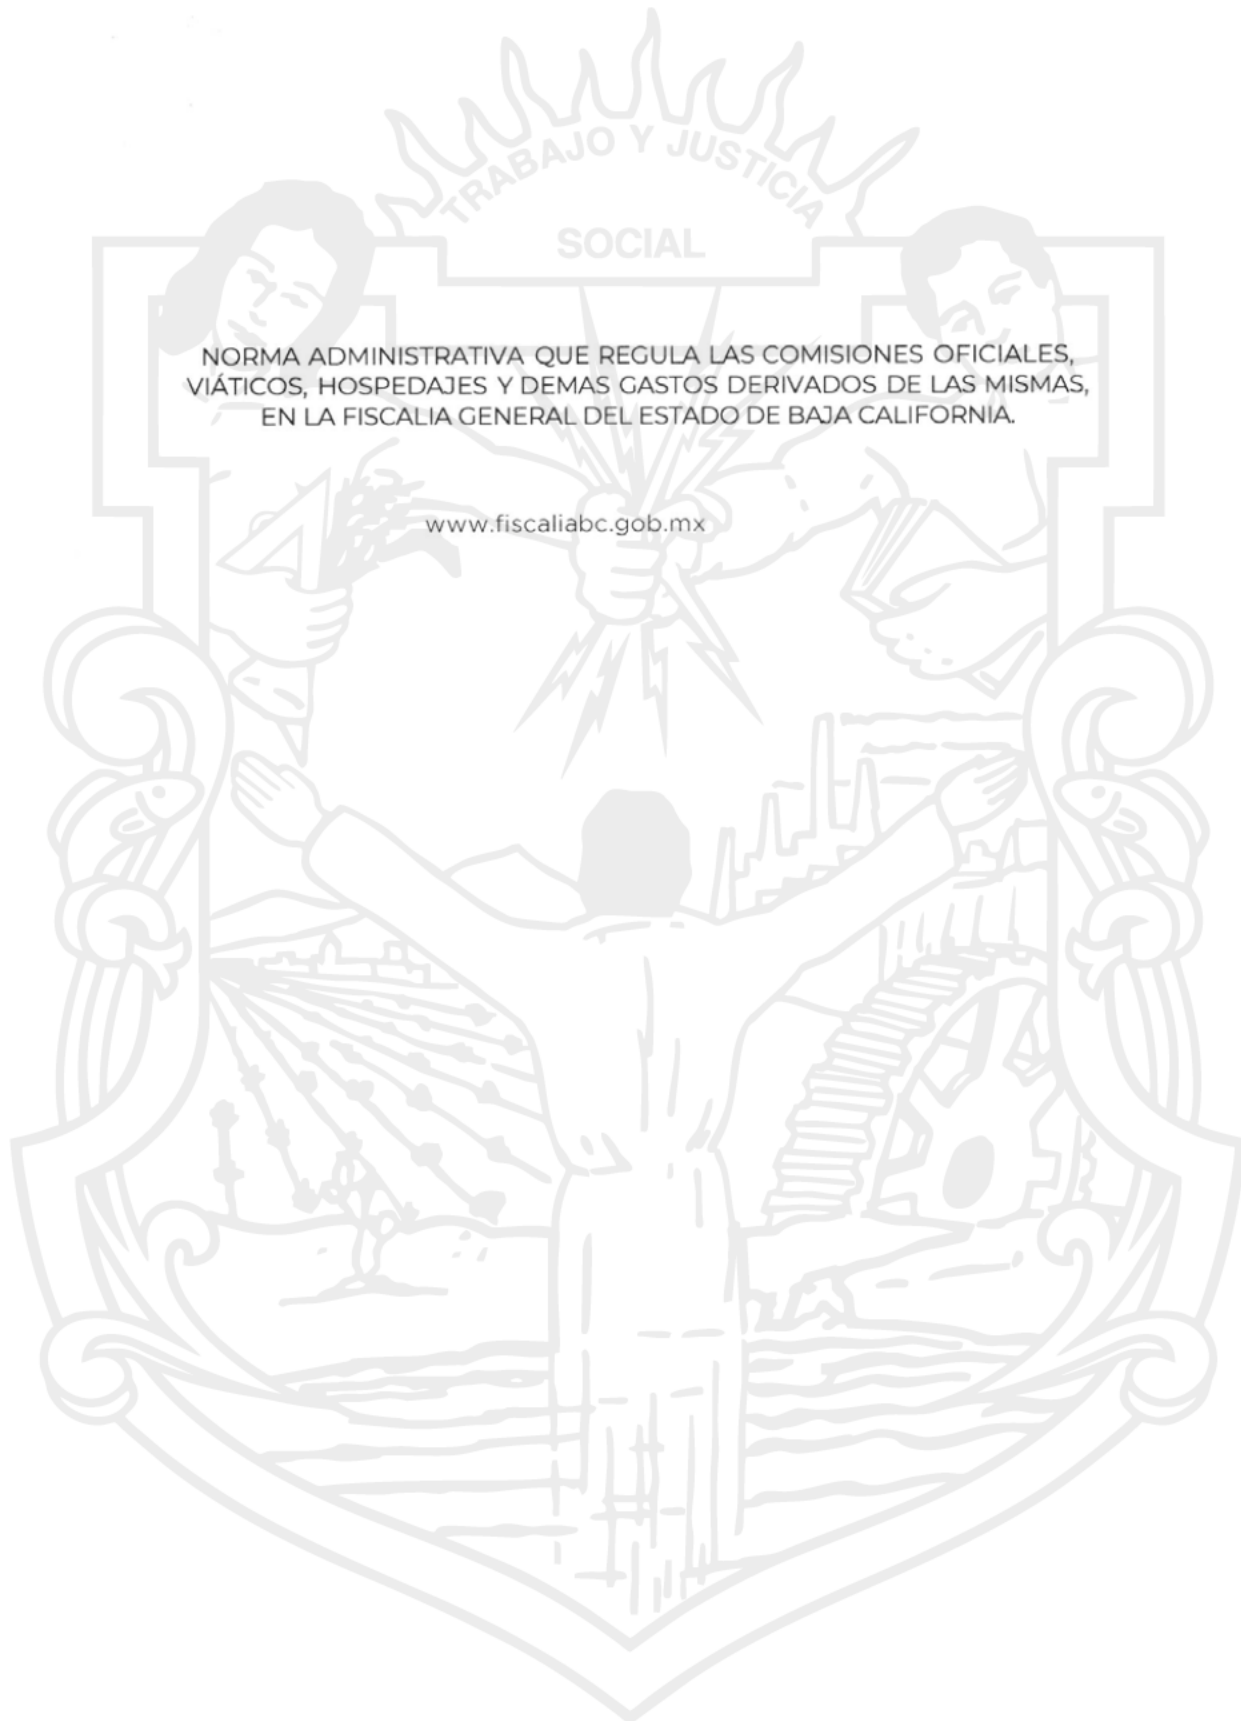 TRABAJO Y JUSTICIA
SOCIAL
NORMA ADMINISTRATIVA QUE REGULA LAS COMISIONES OFICIALES,
VIÁTICOS, HOSPEDAJES Y DEMAS GASTOS DERIVADOS DE LAS MISMAS,
EN LA FISCALIA GENERAL DEL ESTADO DE BAJA CALIFORNIA.
www.fiscaliabc.gob.mx